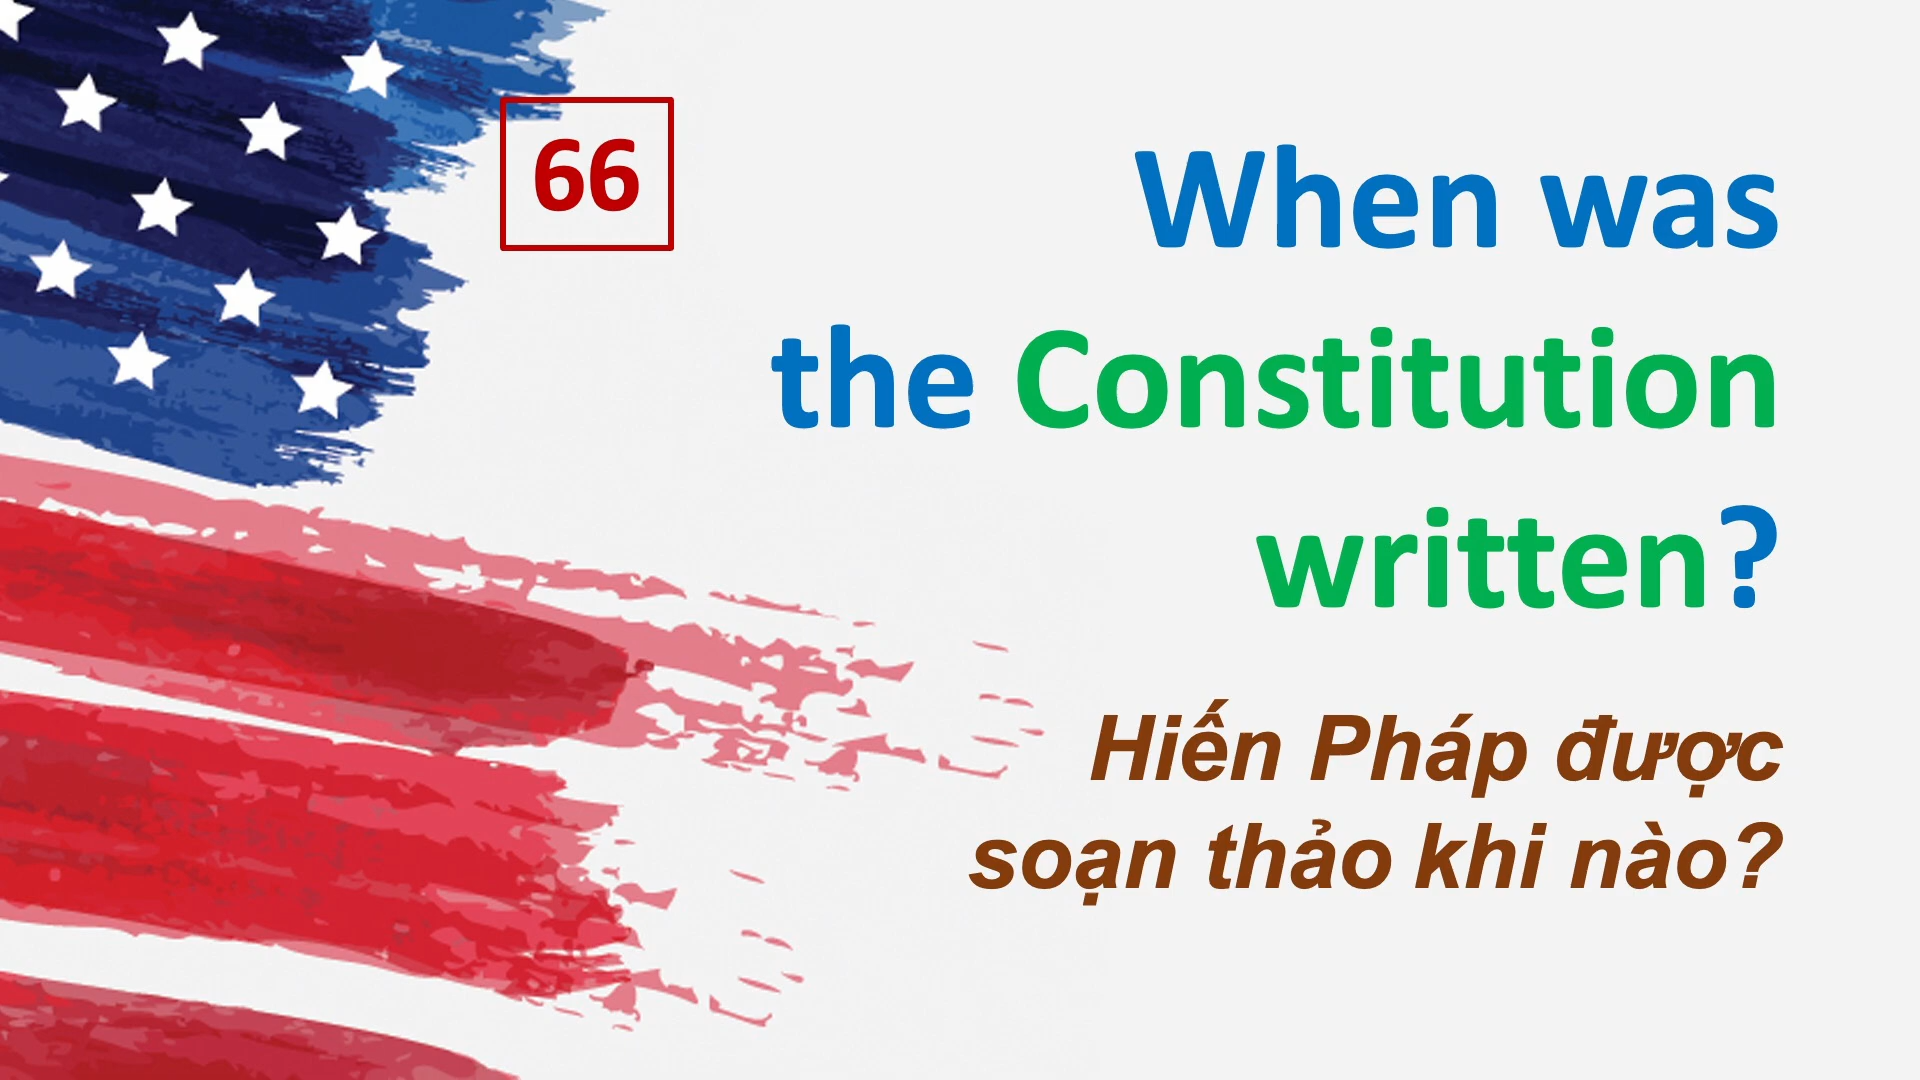 66
When was
the Constitution
written?
Hiến Pháp được
soạn thảo khi nào?